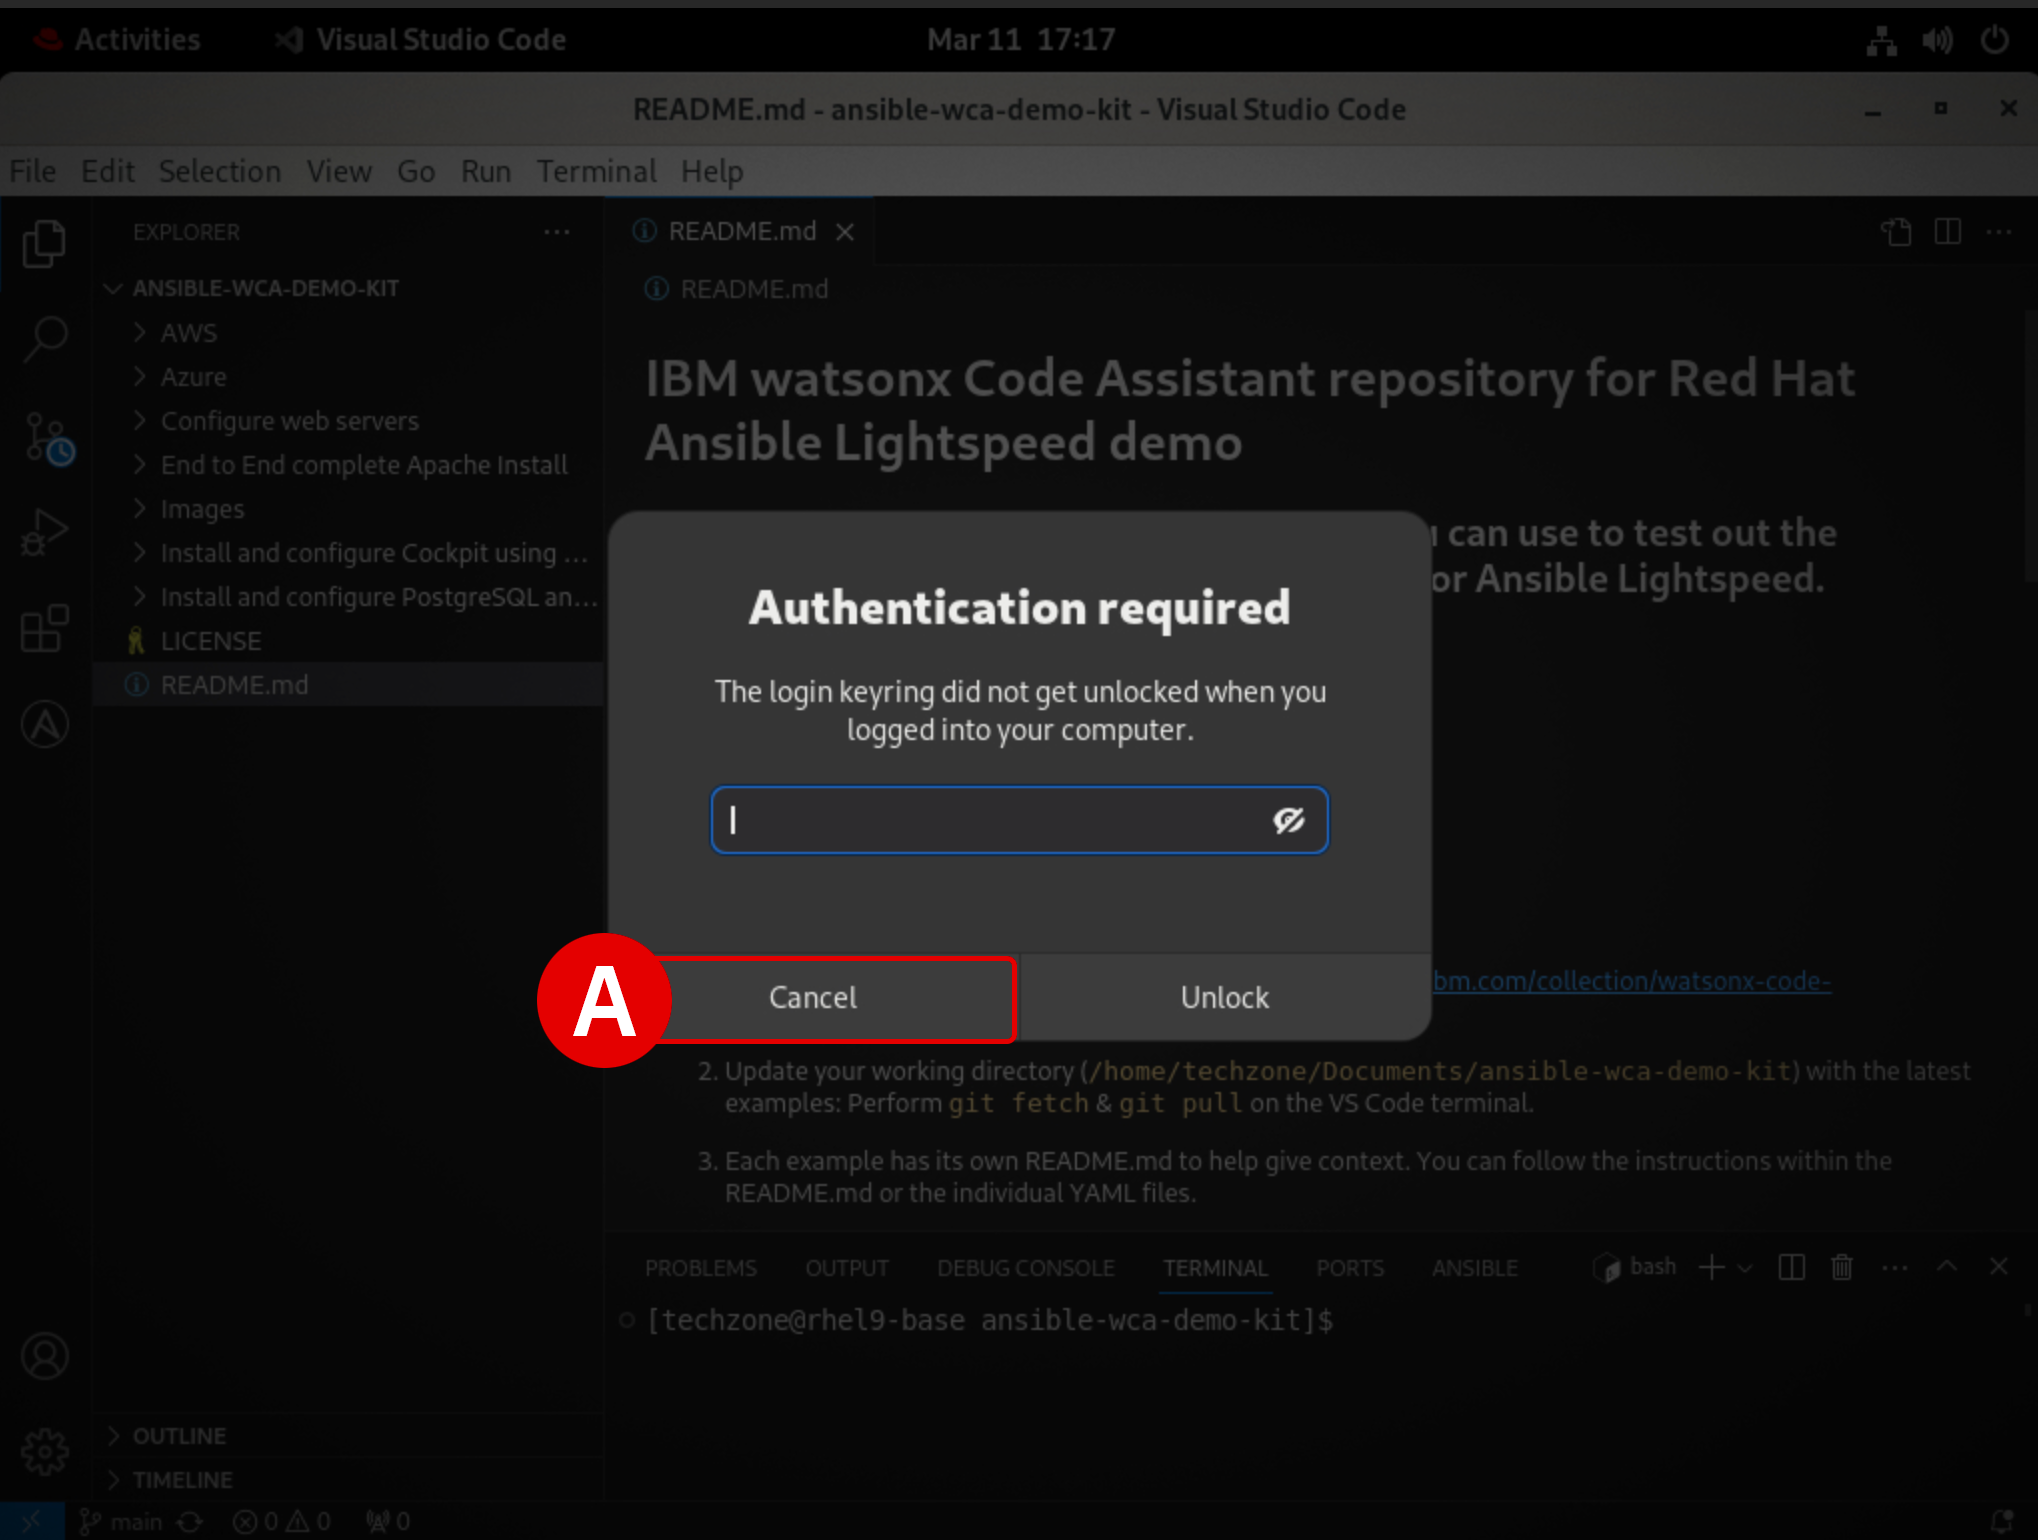 Activities Visual Studio Code Mar 11 17:17
README.md - ansible-wca-demo-kit - Visual Studio Code
File Edit Selection View Go Run Terminal Help
EXPLORER
ANSIBLE-WCA-DEMO-KIT
AWS
Azure
Configure web servers
End to End complete Apache Install
Images
Install and configure Cockpit using ...
Install and configure PostgreSQL an...
LICENSE
README.md
OUTLINE
TIMELINE
README.md
README.md
IBM watsonx Code Assistant repository for Red Hat
Ansible Lightspeed demo
can use to test out the
or Ansible Lightspeed.
Authentication required
The login keyring did not get unlocked when you
logged into your computer.
A
Cancel Unlock
bm.com/collection/watsonx-code-
2. Update your working directory (/home/techzone/Documents/ansible-wca-demo-kit) with the latest
examples: Perform git fetch & git pull on the VS Code terminal.
3. Each example has its own README.md to help give context. You can follow the instructions within the
README.md or the individual YAML files.
PROBLEMS OUTPUT DEBUG CONSOLE TERMINAL PORTS ANSIBLE bash
[techzone@rhel9-base ansible-wca-demo-kit]$
main 0 0 0